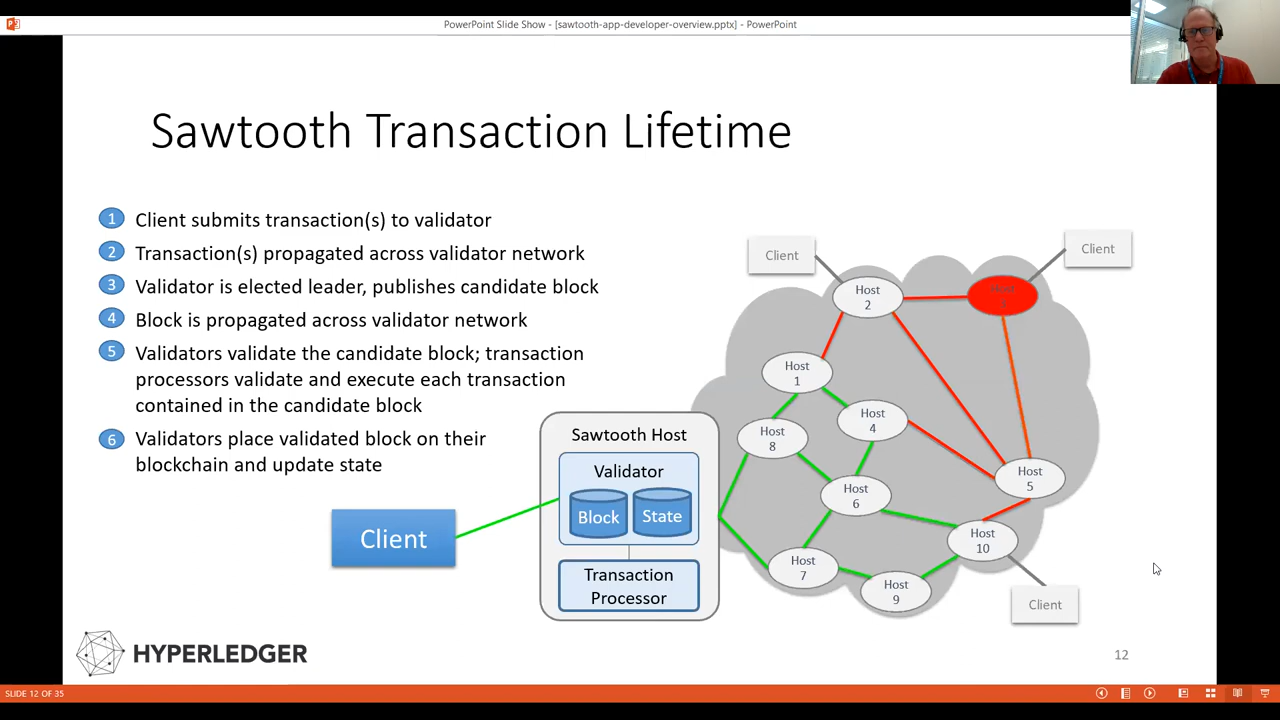 PowerPoint Slide Show - [sawtooth-app-developer-overview.pptx] - PowerPoint
Sawtooth Transaction Lifetime
1 Client submits transaction(s) to validator
2 Transaction(s) propagated across validator network
3 Validator is elected leader, publishes candidate block
4 Block is propagated across validator network
5 Validators validate the candidate block; transaction
processors validate and execute each transaction
contained in the candidate block
6 Validators place validated block on their
blockchain and update state
Client
Sawtooth Host
Validator
Block
State
Transaction
Processor
Client
Client
Host
2
Host
Host
1
Host
4
Host
8
Host
5
Host
6
Host
10
Host
7
Host
9
Client
HYPERLEDGER
12
SLIDE 12 OF 35